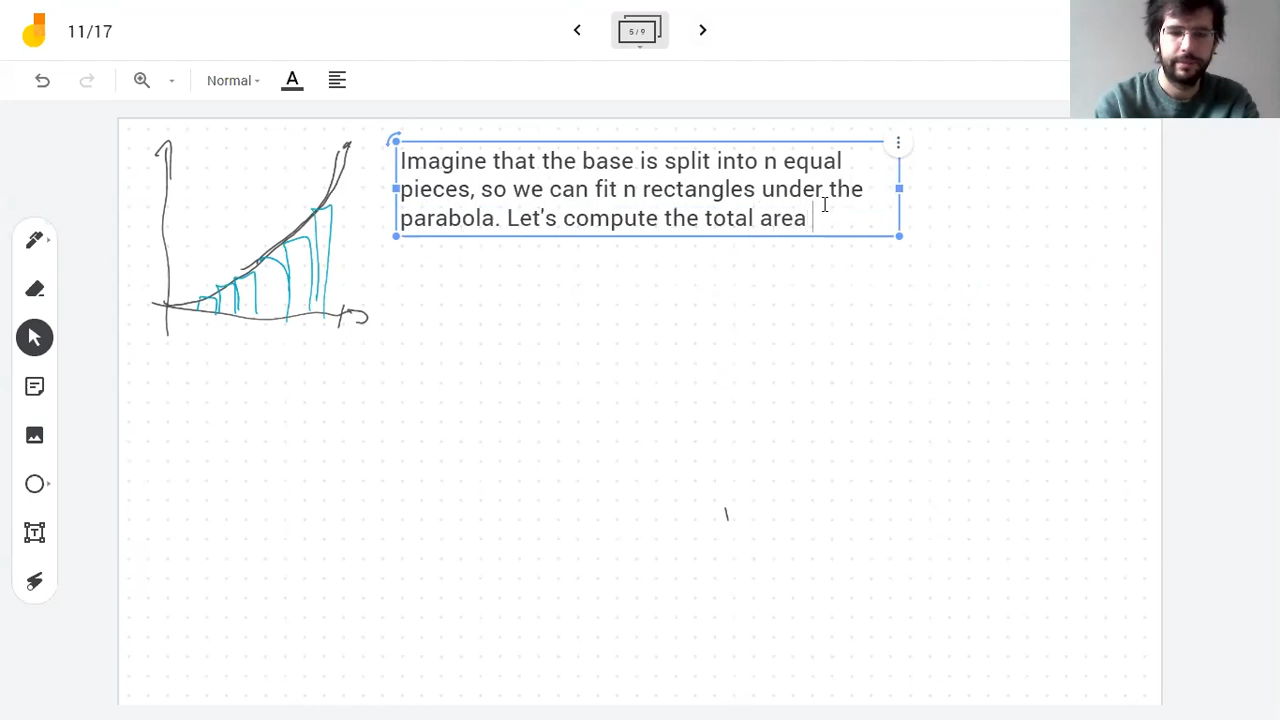 11/17
5 / 9
Normal
Imagine that the base is split into n equal
pieces, so we can fit n rectangles under the
parabola. Let's compute the total area